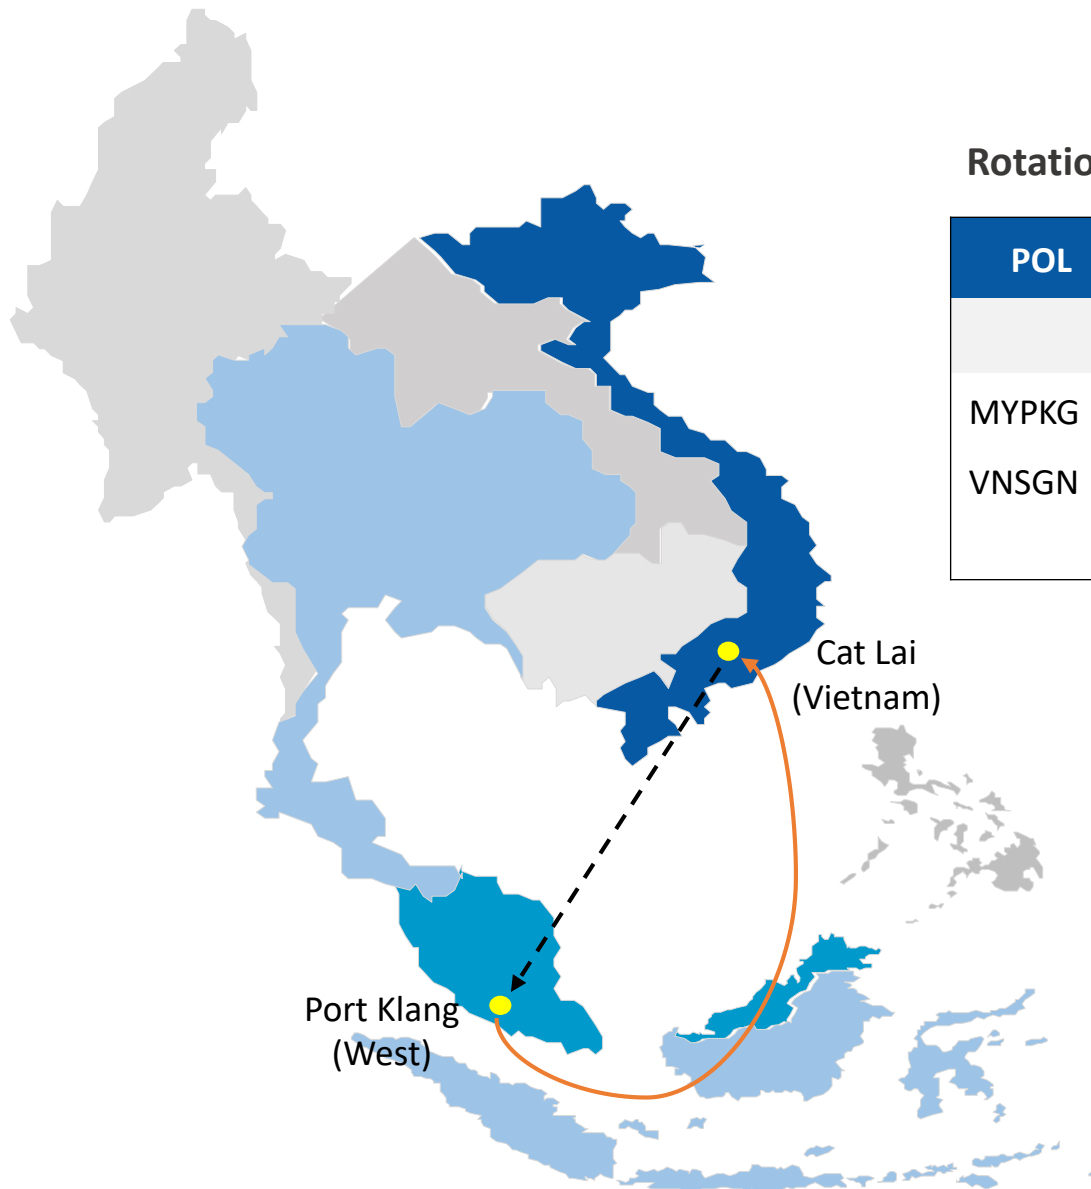 Rotatio
POL
MYPKG
VNSGN
Cat Lai
(Vietnam)
Port Klang
(West)